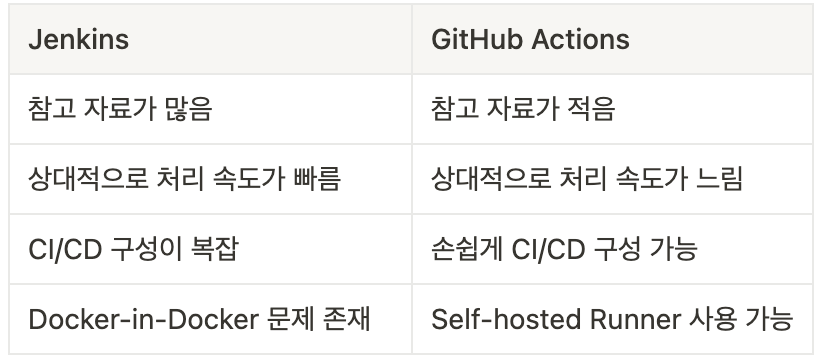 Jenkins
GitHub Actions
참고 자료가 많음
참고 자료가 적음
상대적으로 처리 속도가 빠름
상대적으로 처리 속도가 느림
CI/CD 구성이 복잡
손쉽게 CI/CD 구성 가능
Docker-in-Docker 문제 존재
Self-hosted Runner 사용 가능